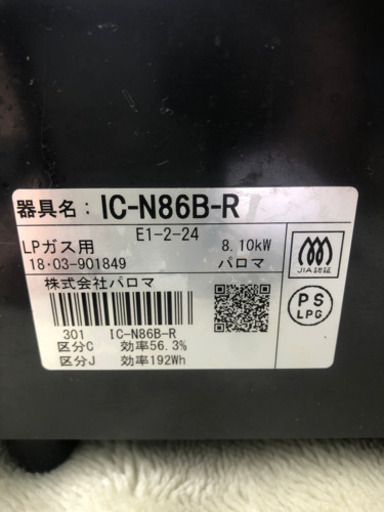 器具名：IC-N86B-R
E1-2-24
LPガス用 8.10kW
18·03-901849 パロマ
株式会社パロマ
JIA認証
PS
LPG
301 IC-N86B-R
区分C 効率56.3%
区分J 効率192Wh